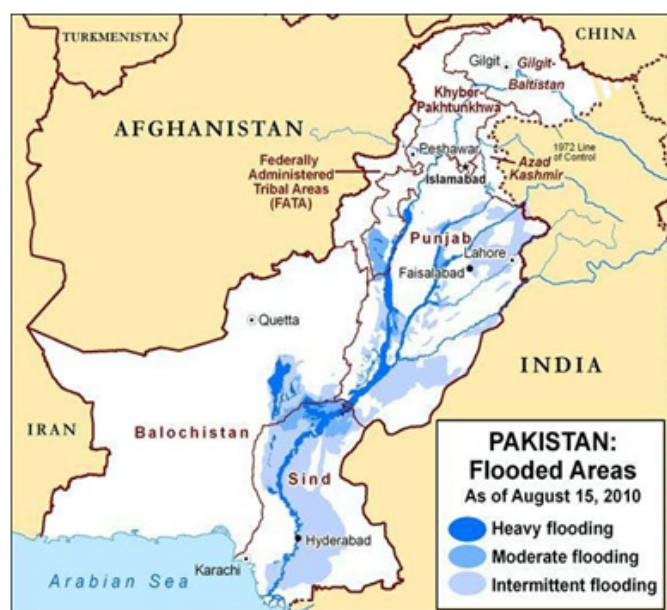 TURKMENISTAN
CHINA
Gilgit
Gilgit-
Baltistan
Khyber-
Pakhtunkhwa
AFGHANISTAN
1972 Line
of Control
Peshawar
Azad
Kashmir
Islamabad
Federally
Administered
Tribal Areas
(FATA)
Punjab
Lahore
Faisalabad
Quetta
INDIA
IRAN
Balochistan
Sind
Hyderabad
Karachi
Arabian Sea
PAKISTAN:
Flooded Areas
As of August 15, 2010
Heavy flooding
Moderate flooding
Intermittent flooding